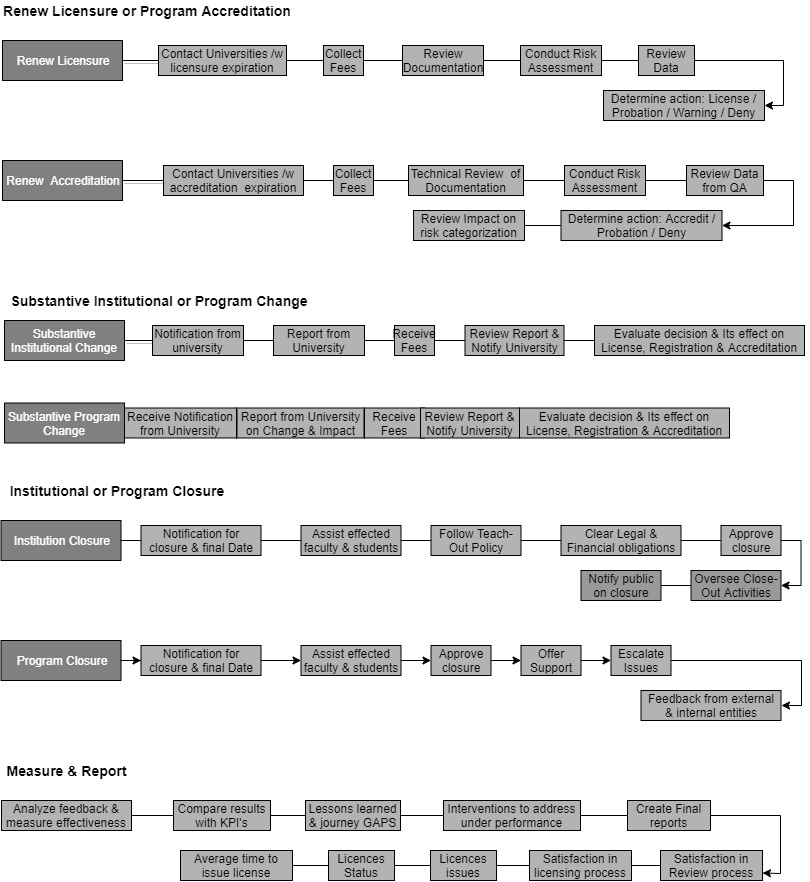 Renew Licensure or Program Accreditation
Renew Licensure
Contact Universities /w
licensure expiration
Collect
Fees
Review
Documentation
Conduct Risk
Assessment
Review
Data
Determine action: License /
Probation / Warning / Deny
Renew Accreditation
Contact Universities /w
accreditation expiration
Collect
Fees
Technical Review of
Documentation
Conduct Risk
Assessment
Review Data
from QA
Determine action: Accredit /
Probation / Deny
Review Impact on
risk categorization
Substantive Institutional or Program Change
Substantive
Institutional Change
Notification from
university
Report from
University
Receive
Fees
Review Report &
Notify University
Evaluate decision & Its effect on
License, Registration & Accreditation
Substantive Program
Change
Receive Notification
from University
Report from University
on Change & Impact
Receive
Fees
Review Report &
Notify University
Evaluate decision & Its effect on
License, Registration & Accreditation
Institutional or Program Closure
Institution Closure
Notification for
closure & final Date
Assist effected
faculty & students
Follow Teach-
Out Policy
Clear Legal &
Financial obligations
Approve
closure
Oversee Close-
Out Activities
Notify public
on closure
Program Closure
Notification for
closure & final Date
Assist effected
faculty & students
Approve
closure
Offer
Support
Escalate
Issues
Feedback from external
& internal entities
Measure & Report
Analyze feedback &
measure effectiveness
Compare results
with KPI's
Lessons learned
& journey GAPS
Interventions to address
under performance
Create Final
reports
Satisfaction in
Review process
Satisfaction in
licensing process
Licences
issues
Licences
Status
Average time to
issue license